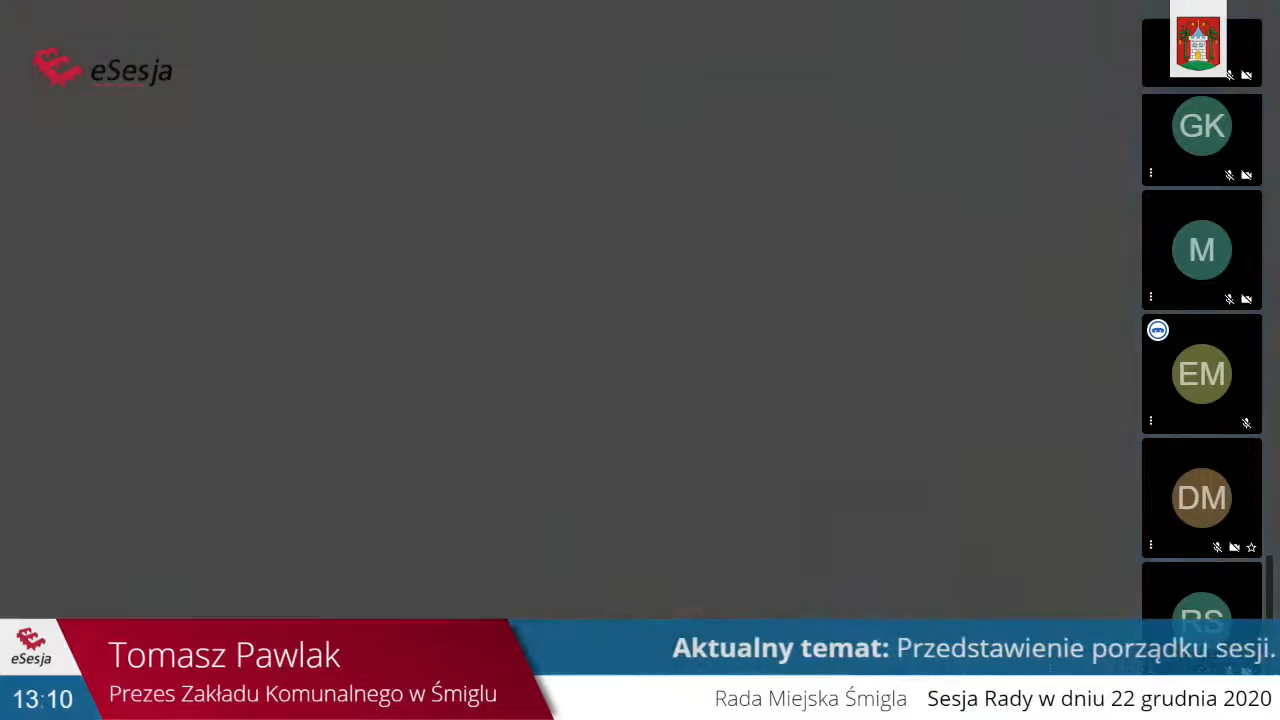 eSesja
GK
M
EM
DM
RS
eSesja
Tomasz Pawlak
Prezes Zakładu Komunalnego w Śmiglu
13:10
Aktualny temat: Przedstawienie porządku sesji.
Rada Miejska Śmigla Sesja Rady w dniu 22 grudnia 2020